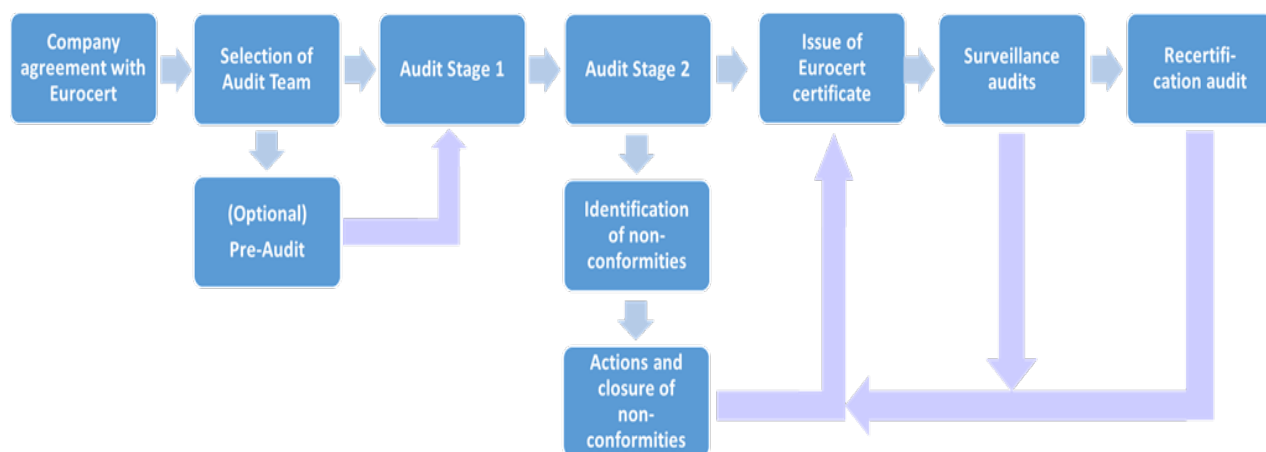 Company
agreement with
Eurocert
Selection of
Audit Team
Audit Stage 1
Audit Stage 2
Issue of
Eurocert
certificate
Surveillance
audits
Recertifi-
cation audit
(Optional)
Pre-Audit
Identification
of non-
conformities
Actions and
closure of
non-
conformities